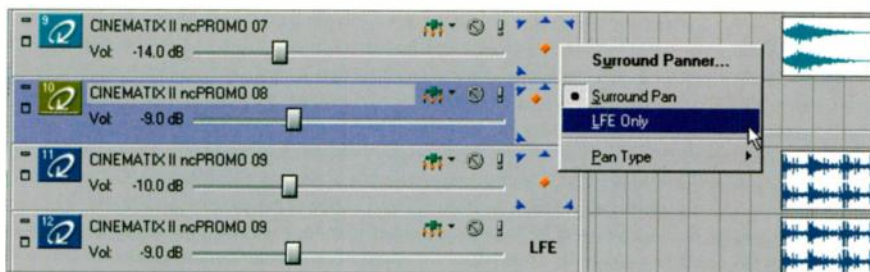 9
CINEMATIX II ncPROMO 07
Vol: -14.0 dB
10
CINEMATIX II ncPROMO 08
Vol: -9.0 dB
11
CINEMATIX II ncPROMO 09
Vol: -10.0 dB
12
CINEMATIX II ncPROMO 09
Vol: -9.0 dB
LFE
Surround Panner...
Surround Pan
LFE Only
Pan Type